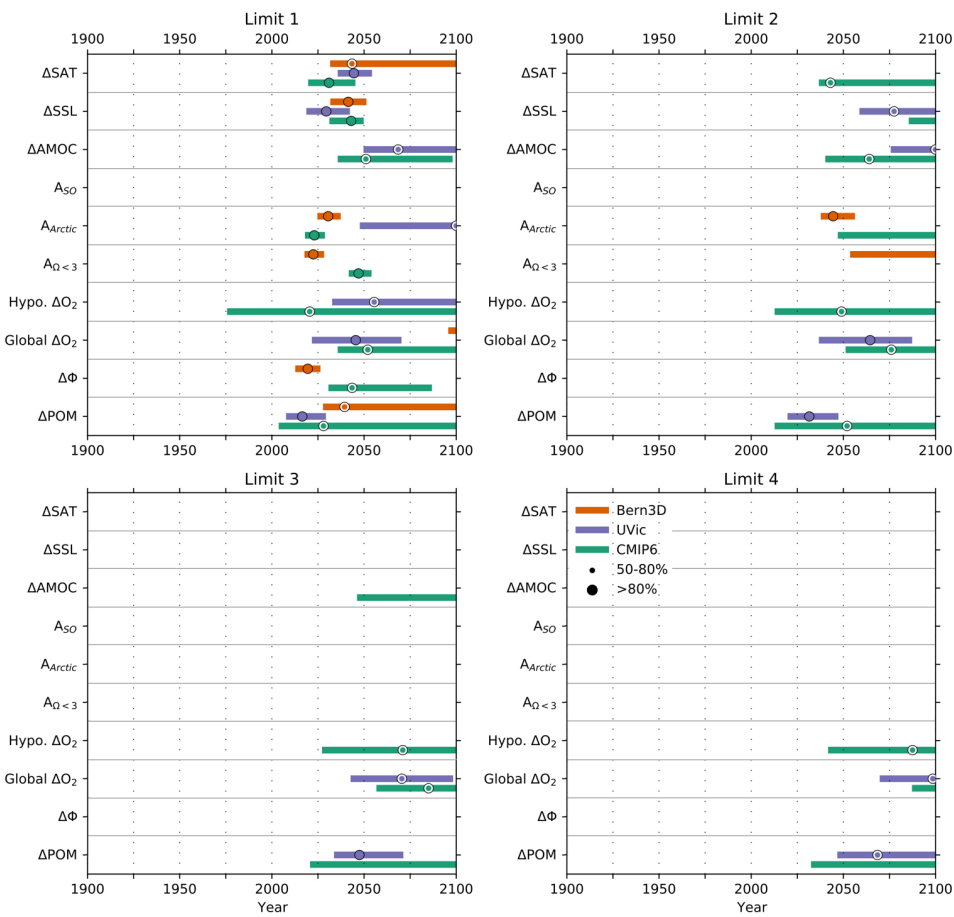 Limit 1
1900 1950 2000 2050 2100
ΔSAT
ΔSSL
ΔAMOC
A_SO
A_Arctic
A_Ω<3
Hypo. ΔO₂
Global ΔO₂
ΔΦ
ΔPOM
1900 1950 2000 2050 2100
Limit 2
1900 1950 2000 2050 2100
ΔSAT
ΔSSL
ΔAMOC
A_SO
A_Arctic
A_Ω<3
Hypo. ΔO₂
Global ΔO₂
ΔΦ
ΔPOM
1900 1950 2000 2050 2100
Limit 3
ΔSAT
ΔSSL
ΔAMOC
A_SO
A_Arctic
A_Ω<3
Hypo. ΔO₂
Global ΔO₂
ΔΦ
ΔPOM
1900 1950 2000 2050 2100
Year
Limit 4
Bern3D
UVic
CMIP6
50-80%
>80%
ΔSAT
ΔSSL
ΔAMOC
A_SO
A_Arctic
A_Ω<3
Hypo. ΔO₂
Global ΔO₂
ΔΦ
ΔPOM
1900 1950 2000 2050 2100
Year